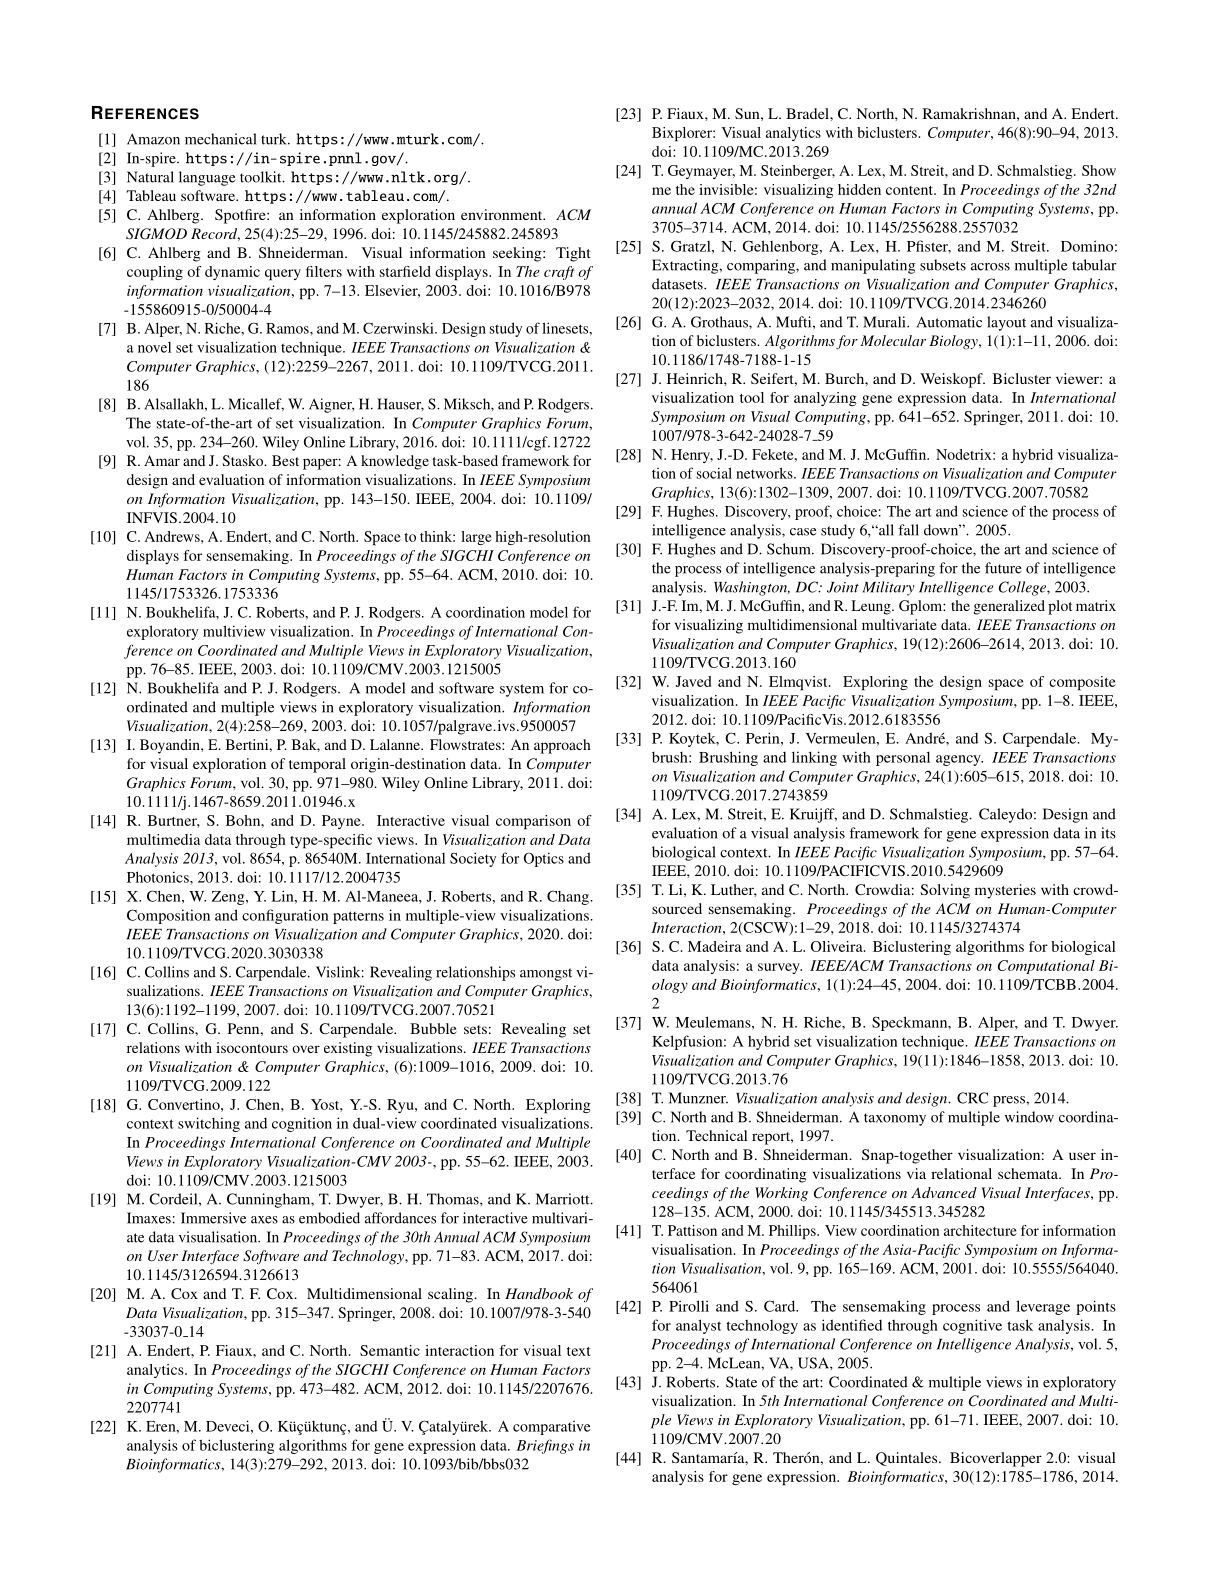 REFERENCES
[1] Amazon mechanical turk. https://www.mturk.com/.
[2] In-spire. https://in-spire.pnnl.gov/.
[3] Natural language toolkit. https://www.nltk.org/.
[4] Tableau software. https://www.tableau.com/.
[5] C. Ahlberg. Spotfire: an information exploration environment. ACM
SIGMOD Record, 25(4):25–29, 1996. doi: 10.1145/245882.245893
[6] C. Ahlberg and B. Shneiderman. Visual information seeking: Tight
coupling of dynamic query filters with starfield displays. In The craft of
information visualization, pp. 7–13. Elsevier, 2003. doi: 10.1016/B978
-155860915-0/50004-4
[7] B. Alper, N. Riche, G. Ramos, and M. Czerwinski. Design study of linesets,
a novel set visualization technique. IEEE Transactions on Visualization &
Computer Graphics, (12):2259–2267, 2011. doi: 10.1109/TVCG.2011.
186
[8] B. Alsallakh, L. Micallef, W. Aigner, H. Hauser, S. Miksch, and P. Rodgers.
The state-of-the-art of set visualization. In Computer Graphics Forum,
vol. 35, pp. 234–260. Wiley Online Library, 2016. doi: 10.1111/cgf.12722
[9] R. Amar and J. Stasko. Best paper: A knowledge task-based framework for
design and evaluation of information visualizations. In IEEE Symposium
on Information Visualization, pp. 143–150. IEEE, 2004. doi: 10.1109/
INFVIS.2004.10
[10] C. Andrews, A. Endert, and C. North. Space to think: large high-resolution
displays for sensemaking. In Proceedings of the SIGCHI Conference on
Human Factors in Computing Systems, pp. 55–64. ACM, 2010. doi: 10.
1145/1753326.1753336
[11] N. Boukhelifa, J. C. Roberts, and P. J. Rodgers. A coordination model for
exploratory multiview visualization. In Proceedings of International Con-
ference on Coordinated and Multiple Views in Exploratory Visualization,
pp. 76–85. IEEE, 2003. doi: 10.1109/CMV.2003.1215005
[12] N. Boukhelifa and P. J. Rodgers. A model and software system for co-
ordinated and multiple views in exploratory visualization. Information
Visualization, 2(4):258–269, 2003. doi: 10.1057/palgrave.ivs.9500057
[13] I. Boyandin, E. Bertini, P. Bak, and D. Lalanne. Flowstrates: An approach
for visual exploration of temporal origin-destination data. In Computer
Graphics Forum, vol. 30, pp. 971–980. Wiley Online Library, 2011. doi:
10.1111/j.1467-8659.2011.01946.x
[14] R. Burtner, S. Bohn, and D. Payne. Interactive visual comparison of
multimedia data through type-specific views. In Visualization and Data
Analysis 2013, vol. 8654, p. 86540M. International Society for Optics and
Photonics, 2013. doi: 10.1117/12.2004735
[15] X. Chen, W. Zeng, Y. Lin, H. M. Al-Maneea, J. Roberts, and R. Chang.
Composition and configuration patterns in multiple-view visualizations.
IEEE Transactions on Visualization and Computer Graphics, 2020. doi:
10.1109/TVCG.2020.3030338
[16] C. Collins and S. Carpendale. Vislink: Revealing relationships amongst vi-
sualizations. IEEE Transactions on Visualization and Computer Graphics,
13(6):1192–1199, 2007. doi: 10.1109/TVCG.2007.70521
[17] C. Collins, G. Penn, and S. Carpendale. Bubble sets: Revealing set
relations with isocontours over existing visualizations. IEEE Transactions
on Visualization & Computer Graphics, (6):1009–1016, 2009. doi: 10.
1109/TVCG.2009.122
[18] G. Convertino, J. Chen, B. Yost, Y.-S. Ryu, and C. North. Exploring
context switching and cognition in dual-view coordinated visualizations.
In Proceedings International Conference on Coordinated and Multiple
Views in Exploratory Visualization-CMV 2003-, pp. 55–62. IEEE, 2003.
doi: 10.1109/CMV.2003.1215003
[19] M. Cordeil, A. Cunningham, T. Dwyer, B. H. Thomas, and K. Marriott.
Imaxes: Immersive axes as embodied affordances for interactive multivari-
ate data visualisation. In Proceedings of the 30th Annual ACM Symposium
on User Interface Software and Technology, pp. 71–83. ACM, 2017. doi:
10.1145/3126594.3126613
[20] M. A. Cox and T. F. Cox. Multidimensional scaling. In Handbook of
Data Visualization, pp. 315–347. Springer, 2008. doi: 10.1007/978-3-540
-33037-0_14
[21] A. Endert, P. Fiaux, and C. North. Semantic interaction for visual text
analytics. In Proceedings of the SIGCHI Conference on Human Factors
in Computing Systems, pp. 473–482. ACM, 2012. doi: 10.1145/2207676.
2207741
[22] K. Eren, M. Deveci, O. Küçüktunç, and Ü. V. Çatalyürek. A comparative
analysis of biclustering algorithms for gene expression data. Briefings in
Bioinformatics, 14(3):279–292, 2013. doi: 10.1093/bib/bbs032
[23] P. Fiaux, M. Sun, L. Bradel, C. North, N. Ramakrishnan, and A. Endert.
Bixplorer: Visual analytics with biclusters. Computer, 46(8):90–94, 2013.
doi: 10.1109/MC.2013.269
[24] T. Geymayer, M. Steinberger, A. Lex, M. Streit, and D. Schmalstieg. Show
me the invisible: visualizing hidden content. In Proceedings of the 32nd
annual ACM Conference on Human Factors in Computing Systems, pp.
3705–3714. ACM, 2014. doi: 10.1145/2556288.2557032
[25] S. Gratzl, N. Gehlenborg, A. Lex, H. Pfister, and M. Streit. Domino:
Extracting, comparing, and manipulating subsets across multiple tabular
datasets. IEEE Transactions on Visualization and Computer Graphics,
20(12):2023–2032, 2014. doi: 10.1109/TVCG.2014.2346260
[26] G. A. Grothaus, A. Mufti, and T. Murali. Automatic layout and visualiza-
tion of biclusters. Algorithms for Molecular Biology, 1(1):1–11, 2006. doi:
10.1186/1748-7188-1-15
[27] J. Heinrich, R. Seifert, M. Burch, and D. Weiskopf. Bicluster viewer: a
visualization tool for analyzing gene expression data. In International
Symposium on Visual Computing, pp. 641–652. Springer, 2011. doi: 10.
1007/978-3-642-24028-7_59
[28] N. Henry, J.-D. Fekete, and M. J. McGuffin. Nodetrix: a hybrid visualiza-
tion of social networks. IEEE Transactions on Visualization and Computer
Graphics, 13(6):1302–1309, 2007. doi: 10.1109/TVCG.2007.70582
[29] F. Hughes. Discovery, proof, choice: The art and science of the process of
intelligence analysis, case study 6,“all fall down”. 2005.
[30] F. Hughes and D. Schum. Discovery-proof-choice, the art and science of
the process of intelligence analysis-preparing for the future of intelligence
analysis. Washington, DC: Joint Military Intelligence College, 2003.
[31] J.-F. Im, M. J. McGuffin, and R. Leung. Gplom: the generalized plot matrix
for visualizing multidimensional multivariate data. IEEE Transactions on
Visualization and Computer Graphics, 19(12):2606–2614, 2013. doi: 10.
1109/TVCG.2013.160
[32] W. Javed and N. Elmqvist. Exploring the design space of composite
visualization. In IEEE Pacific Visualization Symposium, pp. 1–8. IEEE,
2012. doi: 10.1109/PacificVis.2012.6183556
[33] P. Koytek, C. Perin, J. Vermeulen, E. André, and S. Carpendale. My-
brush: Brushing and linking with personal agency. IEEE Transactions
on Visualization and Computer Graphics, 24(1):605–615, 2018. doi: 10.
1109/TVCG.2017.2743859
[34] A. Lex, M. Streit, E. Kruijff, and D. Schmalstieg. Caleydo: Design and
evaluation of a visual analysis framework for gene expression data in its
biological context. In IEEE Pacific Visualization Symposium, pp. 57–64.
IEEE, 2010. doi: 10.1109/PACIFICVIS.2010.5429609
[35] T. Li, K. Luther, and C. North. Crowdia: Solving mysteries with crowd-
sourced sensemaking. Proceedings of the ACM on Human-Computer
Interaction, 2(CSCW):1–29, 2018. doi: 10.1145/3274374
[36] S. C. Madeira and A. L. Oliveira. Biclustering algorithms for biological
data analysis: a survey. IEEE/ACM Transactions on Computational Bi-
ology and Bioinformatics, 1(1):24–45, 2004. doi: 10.1109/TCBB.2004.
2
[37] W. Meulemans, N. H. Riche, B. Speckmann, B. Alper, and T. Dwyer.
Kelpfusion: A hybrid set visualization technique. IEEE Transactions on
Visualization and Computer Graphics, 19(11):1846–1858, 2013. doi: 10.
1109/TVCG.2013.76
[38] T. Munzner. Visualization analysis and design. CRC press, 2014.
[39] C. North and B. Shneiderman. A taxonomy of multiple window coordina-
tion. Technical report, 1997.
[40] C. North and B. Shneiderman. Snap-together visualization: A user in-
terface for coordinating visualizations via relational schemata. In Pro-
ceedings of the Working Conference on Advanced Visual Interfaces, pp.
128–135. ACM, 2000. doi: 10.1145/345513.345282
[41] T. Pattison and M. Phillips. View coordination architecture for information
visualisation. In Proceedings of the Asia-Pacific Symposium on Informa-
tion Visualisation, vol. 9, pp. 165–169. ACM, 2001. doi: 10.5555/564040.
564061
[42] P. Pirolli and S. Card. The sensemaking process and leverage points
for analyst technology as identified through cognitive task analysis. In
Proceedings of International Conference on Intelligence Analysis, vol. 5,
pp. 2–4. McLean, VA, USA, 2005.
[43] J. Roberts. State of the art: Coordinated & multiple views in exploratory
visualization. In 5th International Conference on Coordinated and Multi-
ple Views in Exploratory Visualization, pp. 61–71. IEEE, 2007. doi: 10.
1109/CMV.2007.20
[44] R. Santamaría, R. Therón, and L. Quintales. Bicoverlapper 2.0: visual
analysis for gene expression. Bioinformatics, 30(12):1785–1786, 2014.